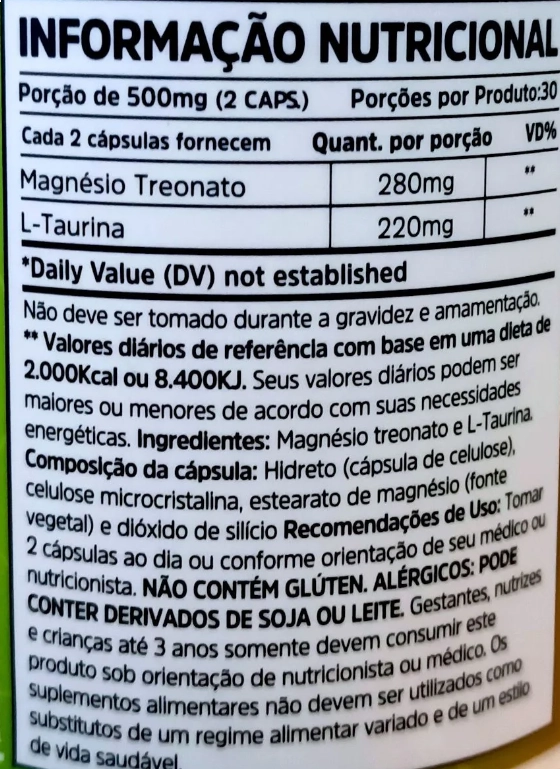 INFORMAÇÃO NUTRICIONAL
Porção de 500mg (2 CAPS.) Porções por Produto:30
Cada 2 cápsulas fornecem Quant. por porção VD%
Magnésio Treonato 280mg **
L-Taurina 220mg **
*Daily Value (DV) not established
Não deve ser tomado durante a gravidez e amamentação.
** Valores diários de referência com base em uma dieta de
2.000Kcal ou 8.400KJ. Seus valores diários podem ser
maiores ou menores de acordo com suas necessidades
energéticas. Ingredientes: Magnésio treonato e L-Taurina.
Composição da cápsula: Hidreto (cápsula de celulose),
celulose microcristalina, estearato de magnésio (fonte
vegetal) e dióxido de silício Recomendações de Uso: Tomar
2 cápsulas ao dia ou conforme orientação de seu médico ou
nutricionista. NÃO CONTÉM GLÚTEN. ALÉRGICOS: PODE
CONTER DERIVADOS DE SOJA OU LEITE. Gestantes, nutrizes
e crianças até 3 anos somente devem consumir este
produto sob orientação de nutricionista ou médico. Os
suplementos alimentares não devem ser utilizados como
substitutos de um regime alimentar variado e de um estilo
de vida saudável